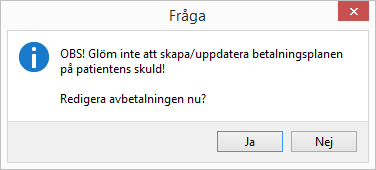 Fråga
OBS! Glöm inte att skapa/uppdatera betalningsplanen
på patientens skuld!
Redigera avbetalningen nu?
Ja
Nej